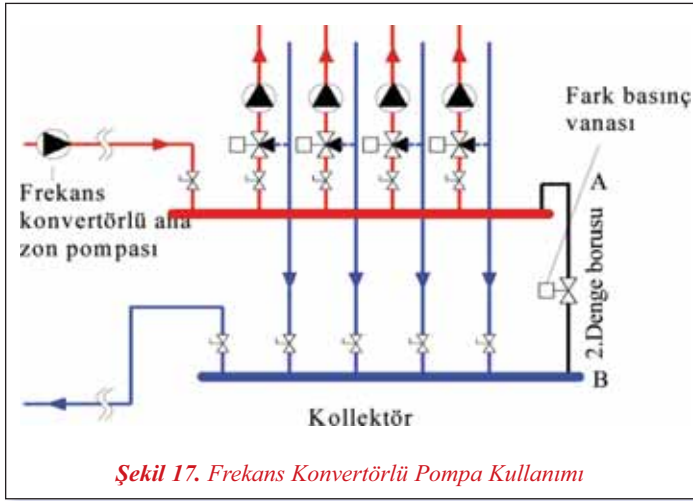 Fark basınç
vanası
A
Frekans
konvertörlü ana
zon pompası
2.Denge borusu
B
Kollektör
Şekil 17. Frekans Konvertörlü Pompa Kullanımı